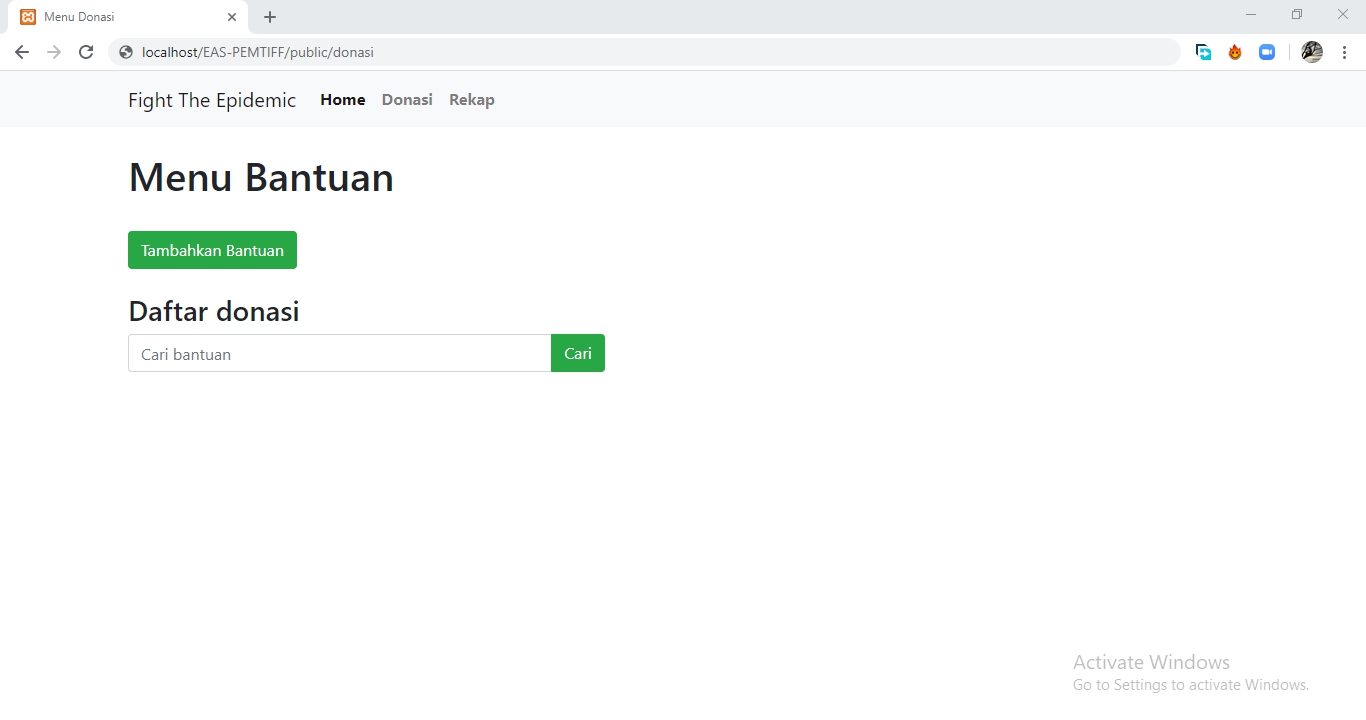 Menu Donasi
localhost/EAS-PEMTIFF/public/donasi
Fight The Epidemic Home Donasi Rekap
Menu Bantuan
Tambahkan Bantuan
Daftar donasi
Cari bantuan Cari
Activate Windows
Go to Settings to activate Windows.